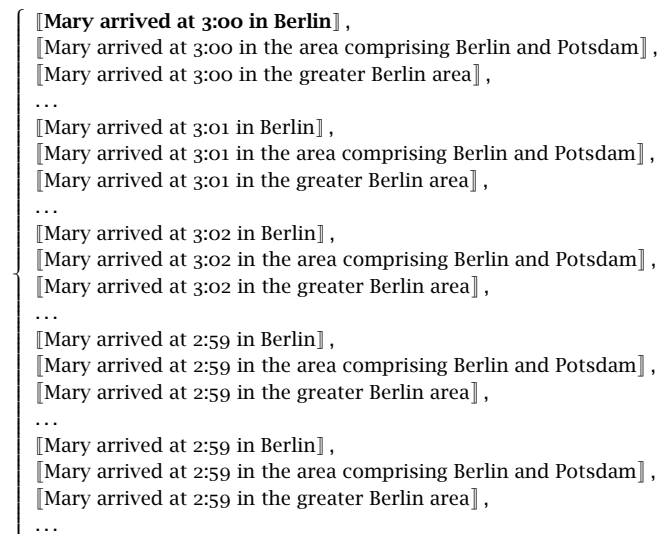 ⟦Mary arrived at 3:00 in Berlin⟧ ,
⟦Mary arrived at 3:00 in the area comprising Berlin and Potsdam⟧ ,
⟦Mary arrived at 3:00 in the greater Berlin area⟧ ,
...
⟦Mary arrived at 3:01 in Berlin⟧ ,
⟦Mary arrived at 3:01 in the area comprising Berlin and Potsdam⟧ ,
⟦Mary arrived at 3:01 in the greater Berlin area⟧ ,
...
⟦Mary arrived at 3:02 in Berlin⟧ ,
⟦Mary arrived at 3:02 in the area comprising Berlin and Potsdam⟧ ,
⟦Mary arrived at 3:02 in the greater Berlin area⟧ ,
...
⟦Mary arrived at 2:59 in Berlin⟧ ,
⟦Mary arrived at 2:59 in the area comprising Berlin and Potsdam⟧ ,
⟦Mary arrived at 2:59 in the greater Berlin area⟧ ,
...
⟦Mary arrived at 2:59 in Berlin⟧ ,
⟦Mary arrived at 2:59 in the area comprising Berlin and Potsdam⟧ ,
⟦Mary arrived at 2:59 in the greater Berlin area⟧ ,
...